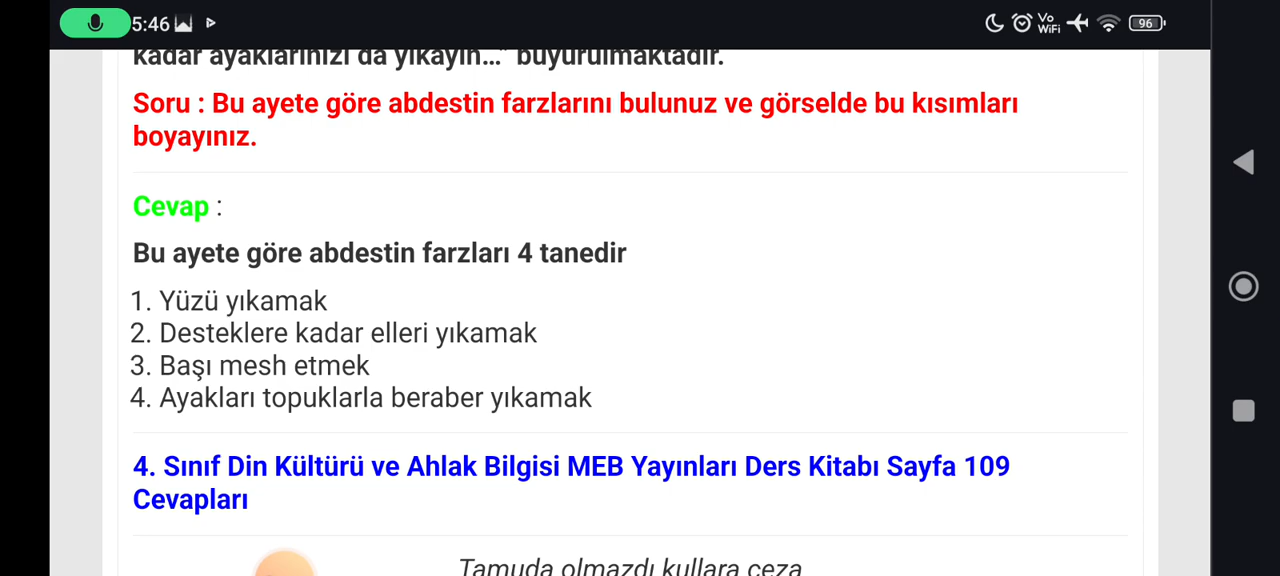 5:46
Vo
WiFi
96
kadar ayaklarınızı da yıkayın..." buyurulmaktadır.
Soru : Bu ayete göre abdestin farzlarını bulunuz ve görselde bu kısımları
boyayınız.
Cevap :
Bu ayete göre abdestin farzları 4 tanedir
1. Yüzü yıkamak
2. Desteklere kadar elleri yıkamak
3. Başı mesh etmek
4. Ayakları topuklarla beraber yıkamak
4. Sınıf Din Kültürü ve Ahlak Bilgisi MEB Yayınları Ders Kitabı Sayfa 109
Cevapları
Tamuda olmazdı kullara ceza